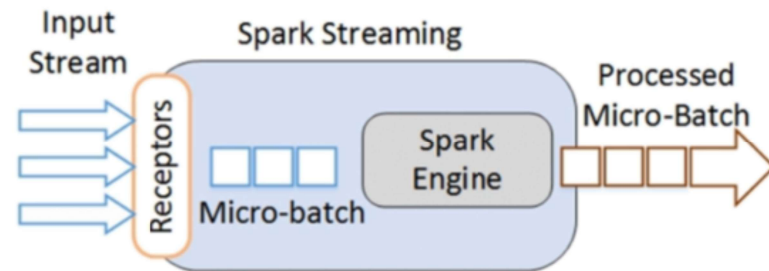 Input
Stream
Spark Streaming
Receptors
Micro-batch
Spark
Engine
Processed
Micro-Batch